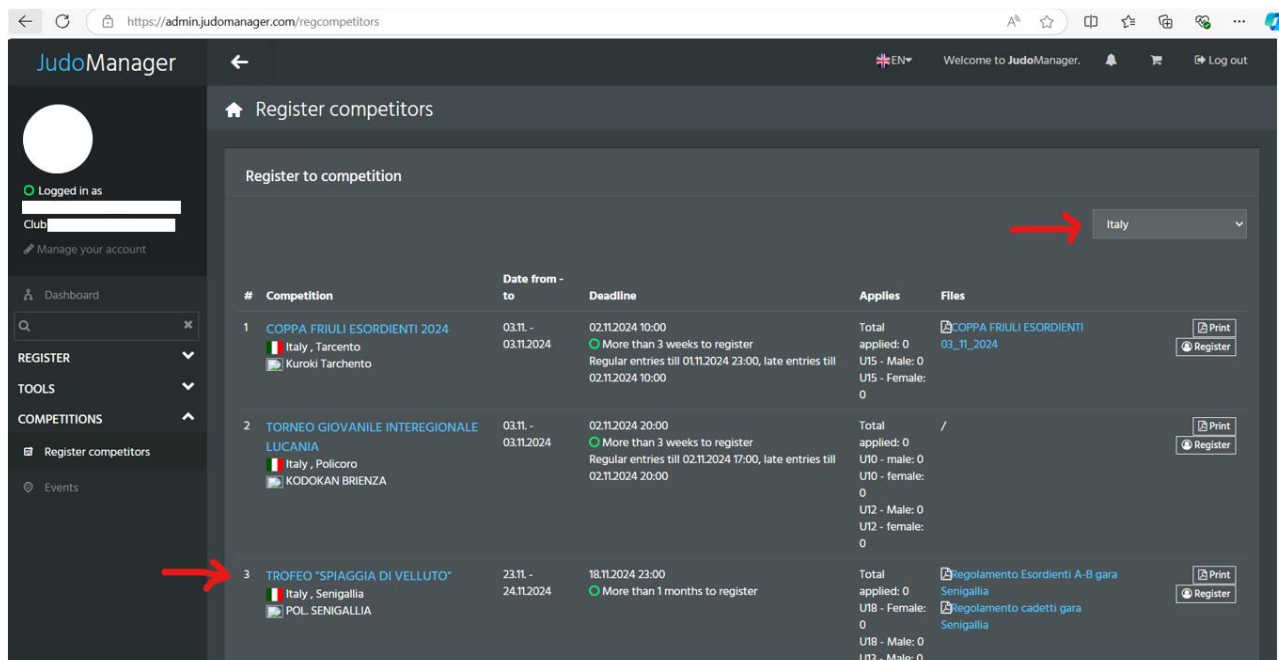 https://admin.judomanager.com/regcompetitors
JudoManager
EN
Welcome to JudoManager.
Log out
Register competitors
Logged in as
Club
Manage your account
Dashboard
REGISTER
TOOLS
COMPETITIONS
Register competitors
Events
Register to competition
Italy
# Competition Date from - to Deadline Applies Files
1 COPPA FRIULI ESORDIENTI 2024
Italy , Tarcento
Kuroki Tarchento
03.11. -
03.11.2024
02.11.2024 10:00
More than 3 weeks to register
Regular entries till 01.11.2024 23:00, late entries till
02.11.2024 10:00
Total
applied: 0
U15 - Male: 0
U15 - Female:
0
COPPA FRIULI ESORDIENTI
03_11_2024
Print
Register
2 TORNEO GIOVANILE INTEREGIONALE
LUCANIA
Italy , Policoro
KODOKAN BRIENZA
03.11. -
03.11.2024
02.11.2024 20:00
More than 3 weeks to register
Regular entries till 02.11.2024 17:00, late entries till
02.11.2024 20:00
Total
applied: 0
U10 - male: 0
U10 - female:
0
U12 - Male: 0
U12 - female:
0
/
Print
Register
3 TROFEO "SPIAGGIA DI VELLUTO"
Italy , Senigallia
POL. SENIGALLIA
23.11. -
24.11.2024
18.11.2024 23:00
More than 1 months to register
Total
applied: 0
U18 - Female:
0
U18 - Male: 0
U13 - Male: 0
Regolamento Esordienti A-B gara
Senigallia
Regolamento cadetti gara
Senigallia
Print
Register